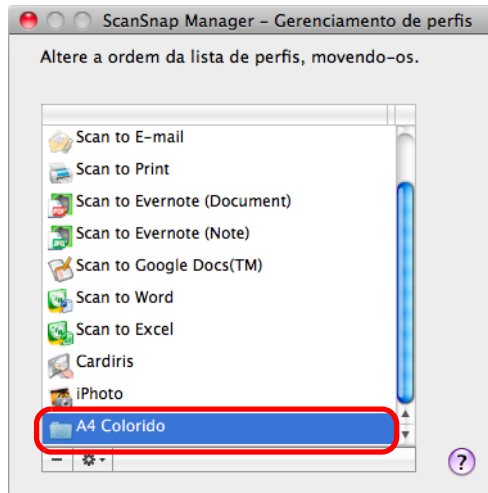 ScanSnap Manager – Gerenciamento de perfis
Altere a ordem da lista de perfis, movendo-os.
Scan to E-mail
Scan to Print
Scan to Evernote (Document)
Scan to Evernote (Note)
Scan to Google Docs(TM)
Scan to Word
Scan to Excel
Cardiris
iPhoto
A4 Colorido
?